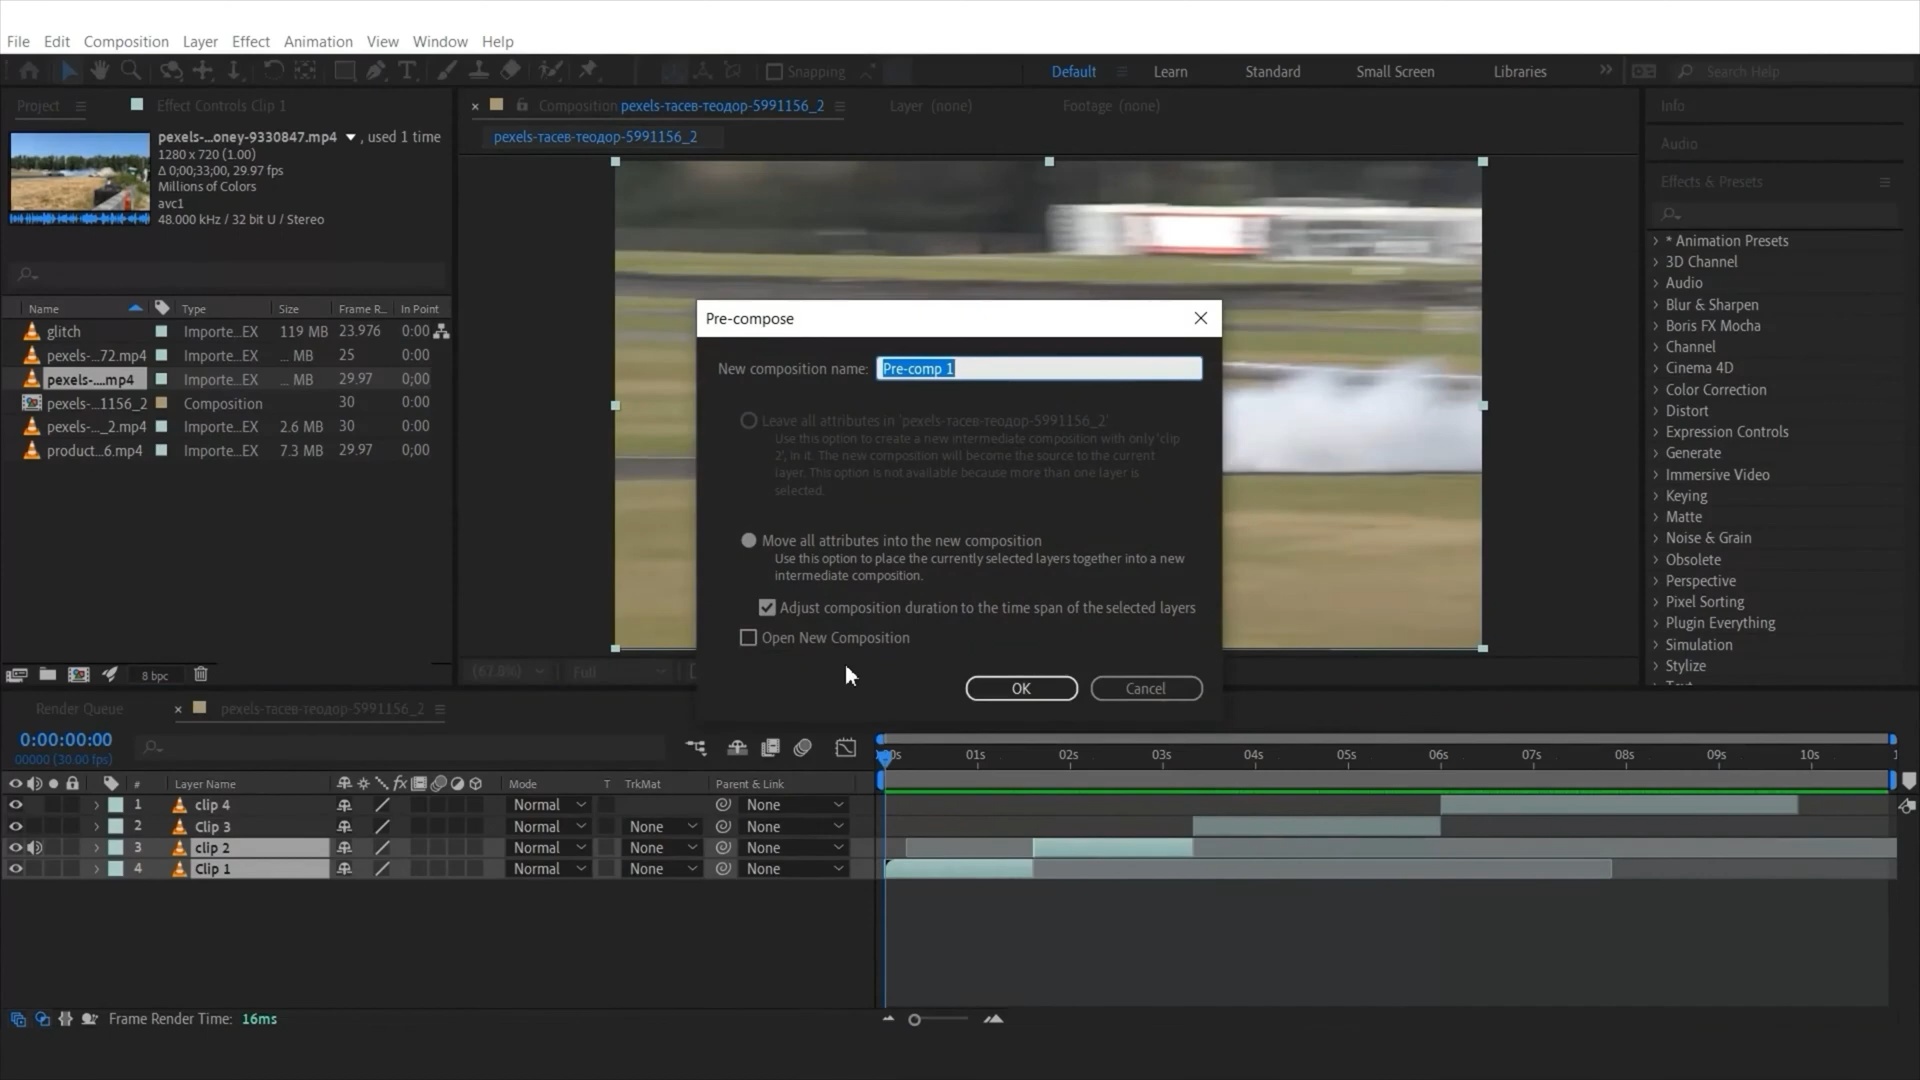 File Edit Composition Layer Effect Animation View Window Help
Snapping Default Learn Standard Small Screen Libraries Search Help
Project Effect Controls Clip 1
Composition pexels-тасев-теодор-5991156_2 Layer (none) Footage (none)
pexels-тасев-теодор-5991156_2
pexels-...oney-9330847.mp4 , used 1 time
1280 x 720 (1.00)
Δ 0;00;33;00, 29.97 fps
Millions of Colors
avc1
48.000 kHz / 32 bit U / Stereo
Name Type Size Frame R... In Point
glitch Importe...EX 119 MB 23.976 0:00
pexels-...72.mp4 Importe...EX ... MB 25 0:00
pexels-....mp4 Importe...EX ... MB 29.97 0;00
pexels-...1156_2 Composition 30 0:00
pexels-..._2.mp4 Importe...EX 2.6 MB 30 0:00
product...6.mp4 Importe...EX 7.3 MB 29.97 0;00
8 bpc
Pre-compose
New composition name: Pre-comp 1
Leave all attributes in 'pexels-тасев-теодор-5991156_2'
Use this option to create a new intermediate composition with only 'clip
2', in it. The new composition will become the source to the current
layer. This option is not available because more than one layer is
selected.
Move all attributes into the new composition
Use this option to place the currently selected layers together into a new
intermediate composition.
Adjust composition duration to the time span of the selected layers
Open New Composition
OK Cancel
(67.8%) Full
Info
Audio
Effects & Presets
* Animation Presets
3D Channel
Audio
Blur & Sharpen
Boris FX Mocha
Channel
Cinema 4D
Color Correction
Distort
Expression Controls
Generate
Immersive Video
Keying
Matte
Noise & Grain
Obsolete
Perspective
Pixel Sorting
Plugin Everything
Simulation
Stylize
Render Queue pexels-тасев-теодор-5991156_2
0:00:00:00
00000 (30.00 fps)
00s 01s 02s 03s 04s 05s 06s 07s 08s 09s 10s
# Layer Name fx Mode T TrkMat Parent & Link
1 clip 4 Normal None
2 Clip 3 Normal None None
3 clip 2 Normal None None
4 Clip 1 Normal None None
Frame Render Time: 16ms